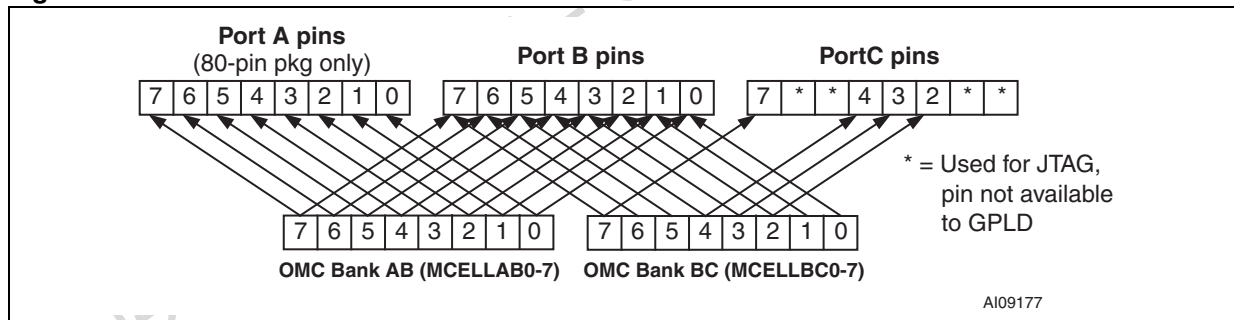 Port A pins
(80-pin pkg only)
Port B pins
PortC pins
7 6 5 4 3 2 1 0
7 6 5 4 3 2 1 0
7 * * 4 3 2 * *
* = Used for JTAG,
pin not available
to GPLD
7 6 5 4 3 2 1 0
7 6 5 4 3 2 1 0
OMC Bank AB (MCELLAB0-7)
OMC Bank BC (MCELLBC0-7)
AI09177